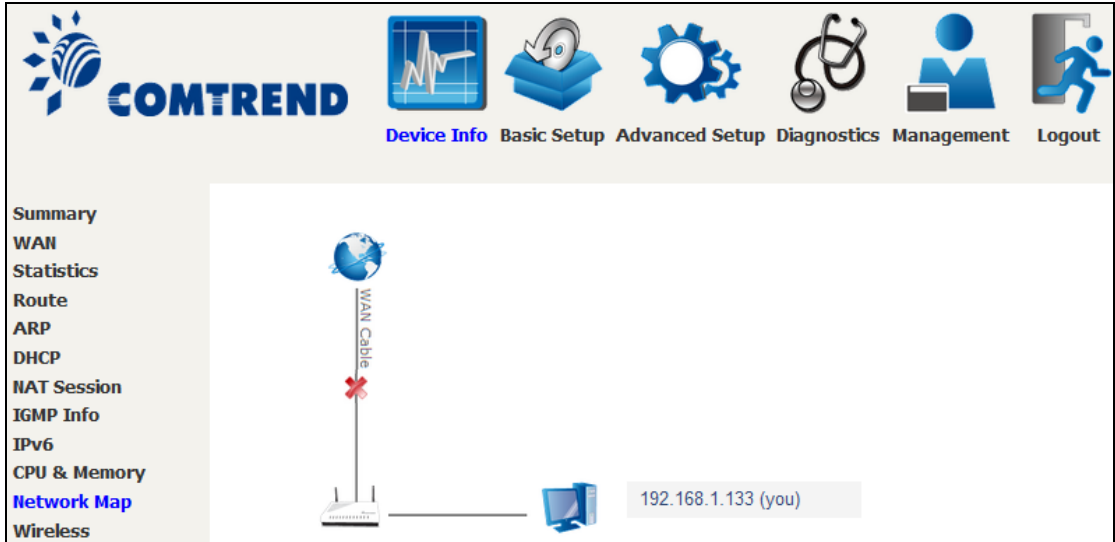 COMTREND
Device Info Basic Setup Advanced Setup Diagnostics Management Logout
Summary
WAN
Statistics
Route
ARP
DHCP
NAT Session
IGMP Info
IPv6
CPU & Memory
Network Map
Wireless
WAN Cable
192.168.1.133 (you)